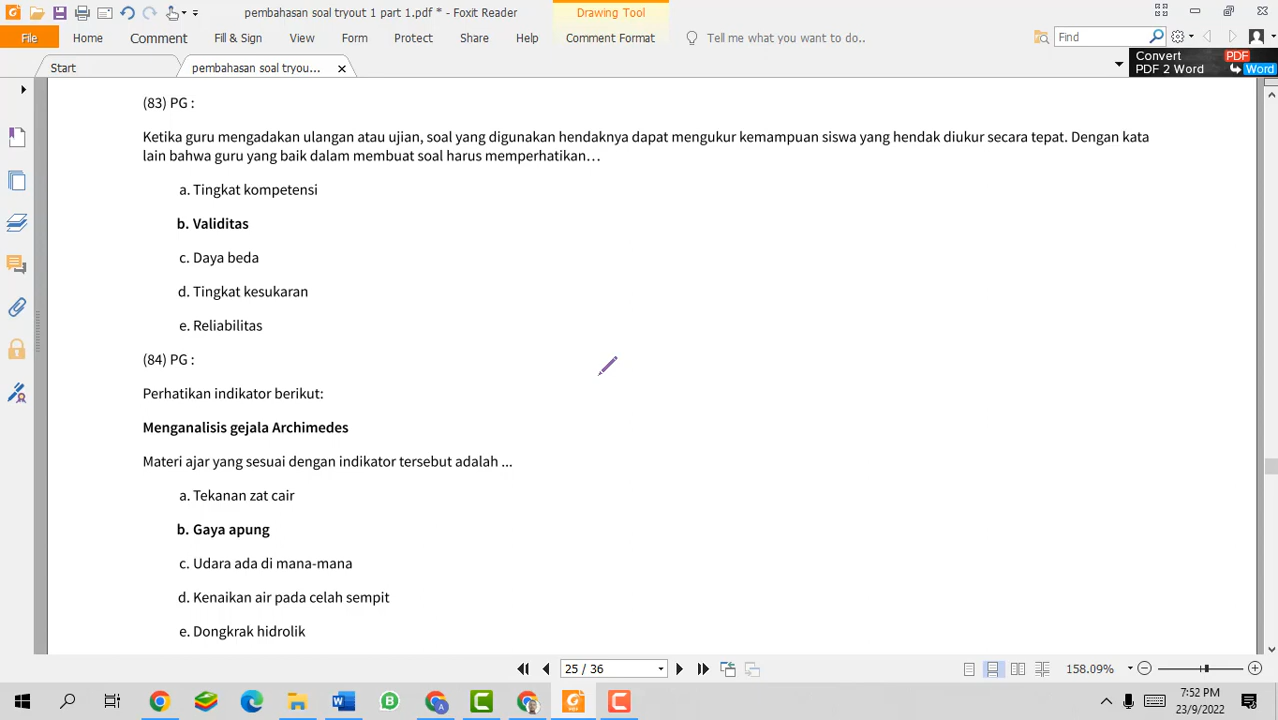 pembahasan soal tryout 1 part 1.pdf * - Foxit Reader
Drawing Tool
File
Home
Comment
Fill & Sign
View
Form
Protect
Share
Help
Comment Format
Tell me what you want to do..
Find
Start
pembahasan soal tryou...
Convert PDF
PDF 2 Word Word
(83) PG :
Ketika guru mengadakan ulangan atau ujian, soal yang digunakan hendaknya dapat mengukur kemampuan siswa yang hendak diukur secara tepat. Dengan kata
lain bahwa guru yang baik dalam membuat soal harus memperhatikan…
a. Tingkat kompetensi
b. Validitas
c. Daya beda
d. Tingkat kesukaran
e. Reliabilitas
(84) PG :
Perhatikan indikator berikut:
Menganalisis gejala Archimedes
Materi ajar yang sesuai dengan indikator tersebut adalah ...
a. Tekanan zat cair
b. Gaya apung
c. Udara ada di mana-mana
d. Kenaikan air pada celah sempit
e. Dongkrak hidrolik
25 / 36
158.09%
7:52 PM
23/9/2022